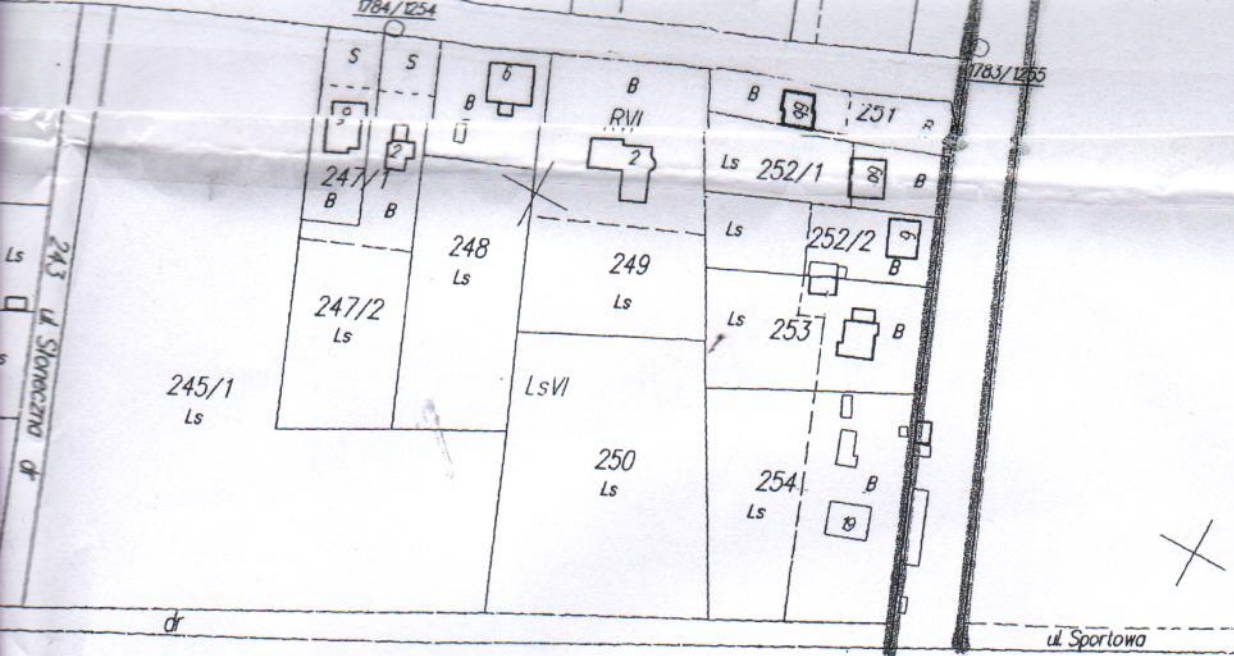 1784/1254
1783/1255
S
S
6
B
B
RVI
B
251
2
2
Ls
252/1
B
247/1
B
B
Ls
252/2
B
248
Ls
249
Ls
247/2
Ls
Ls
253
B
Ls
243 ul. Słoneczna dr
245/1
Ls
LsVI
250
Ls
254
Ls
B
19
dr
ul. Sportowa